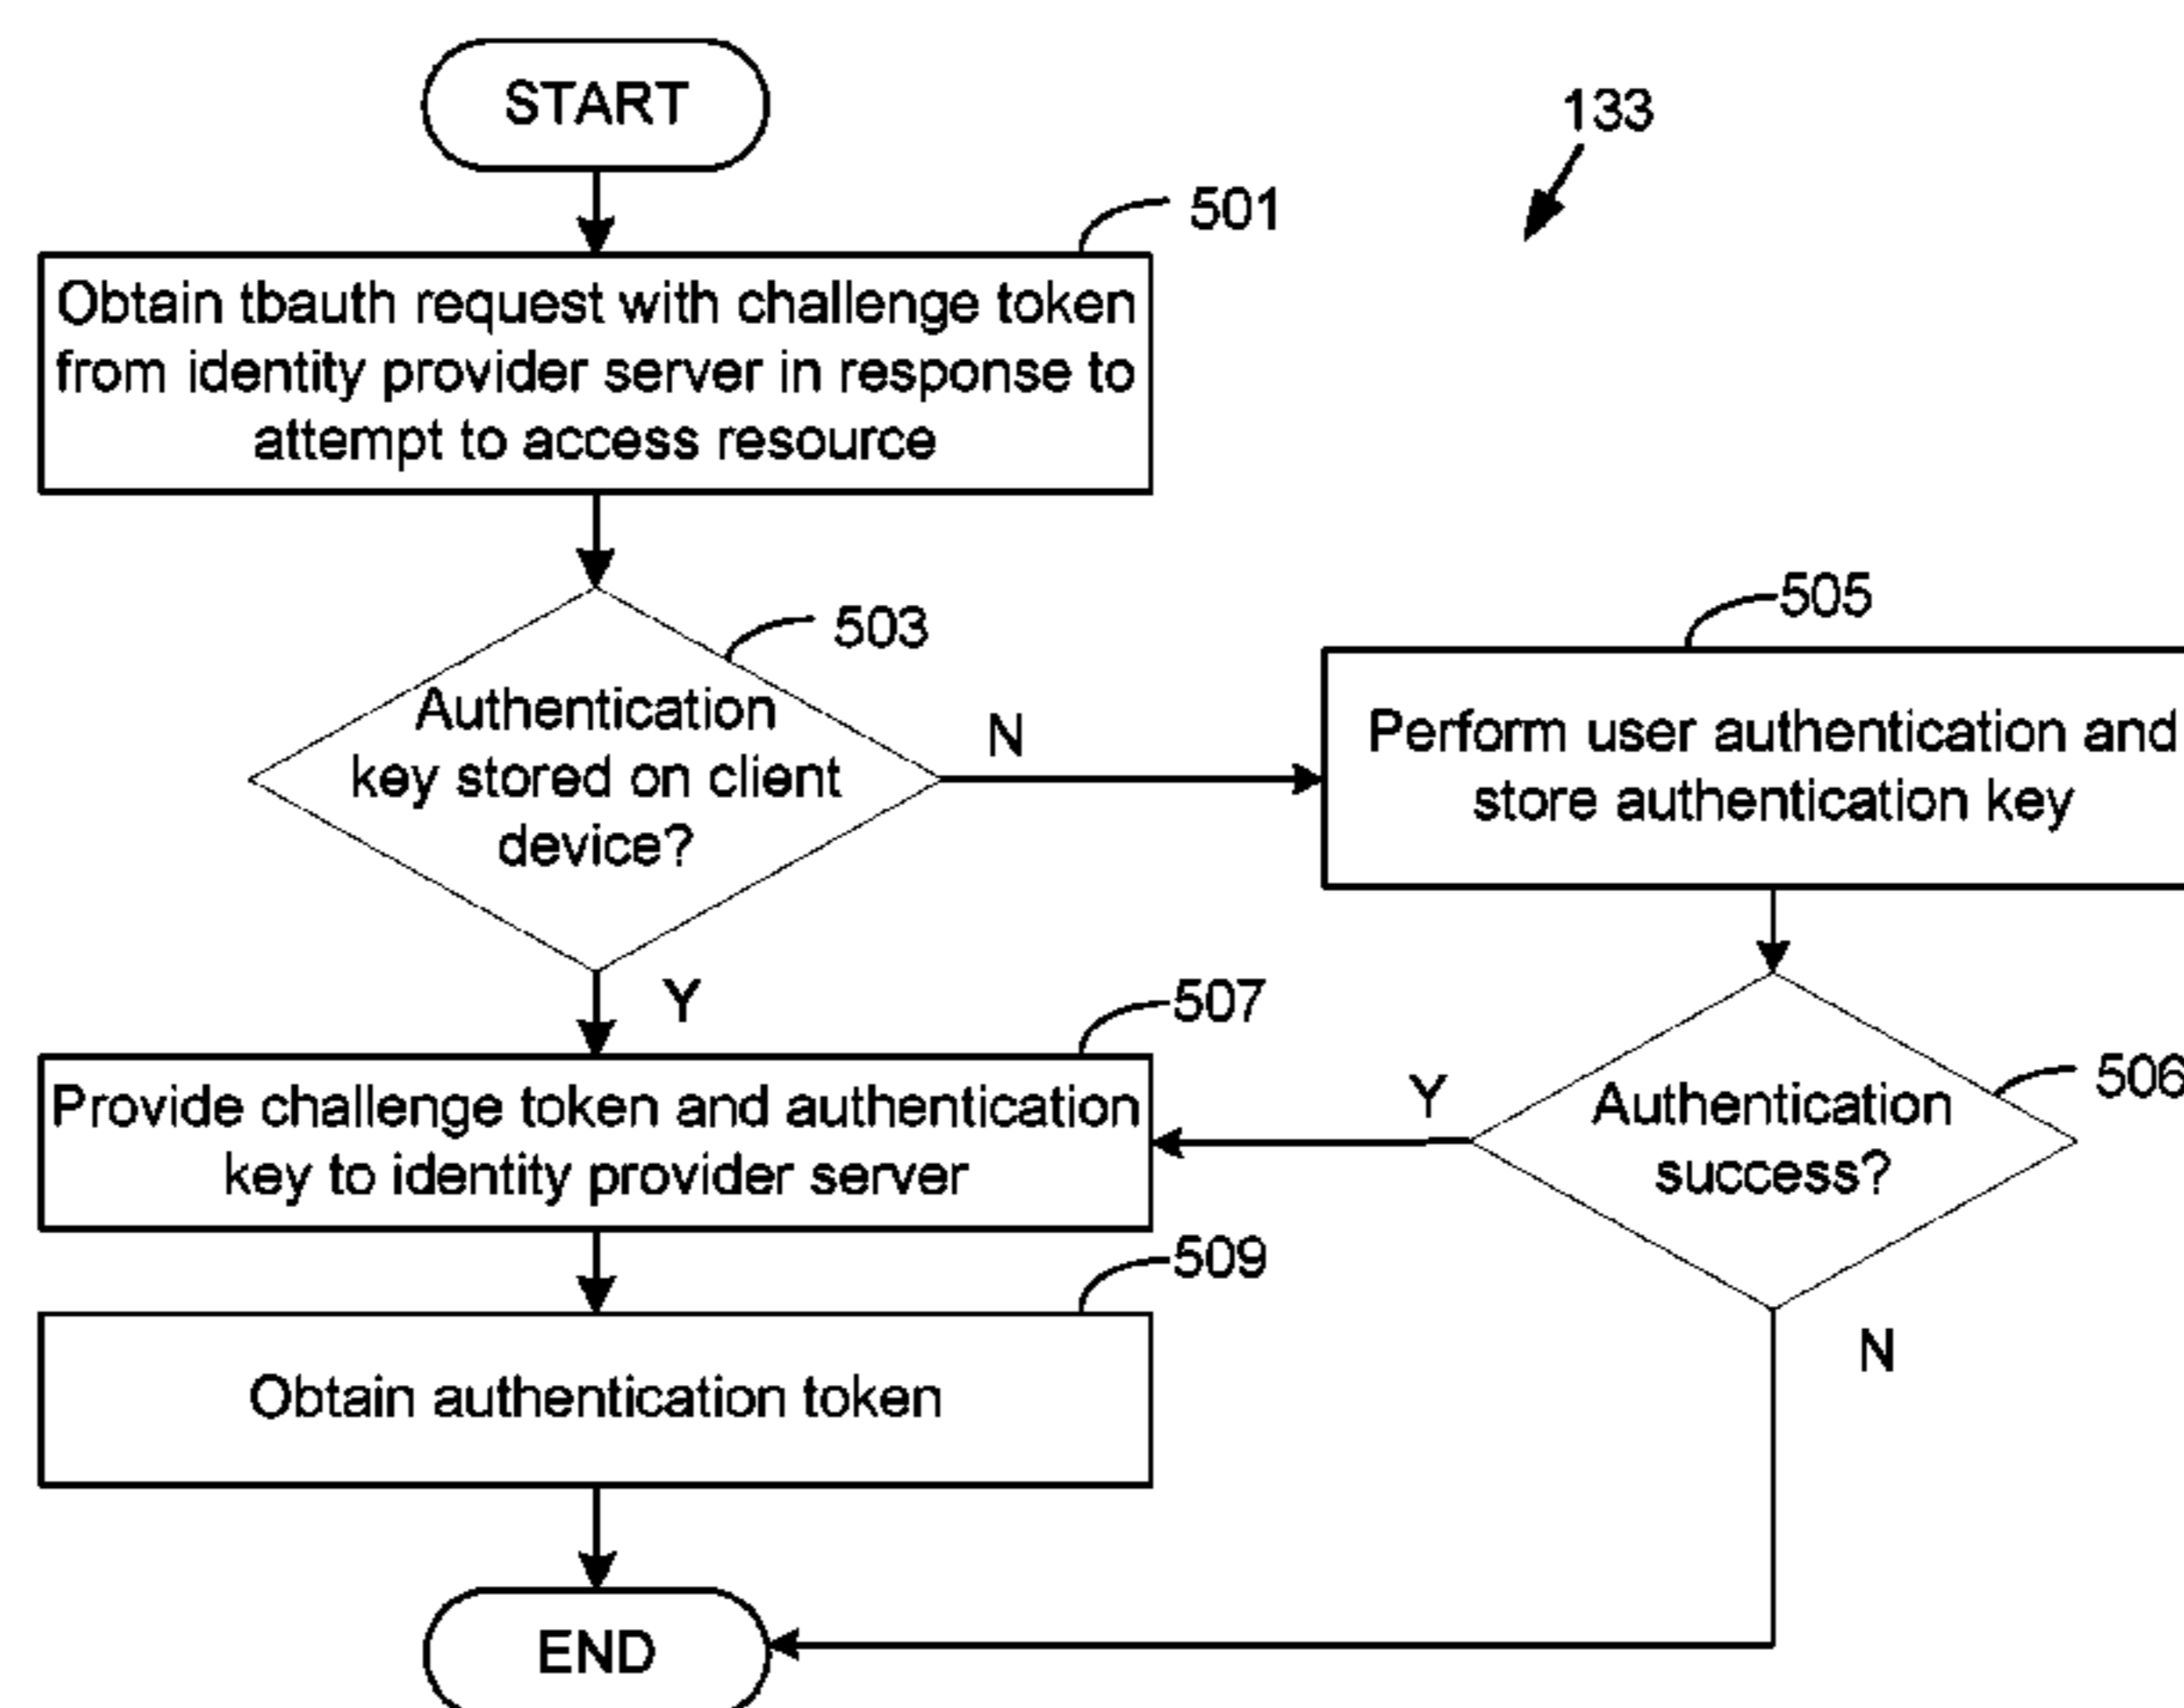 START
133
501
Obtain tbauth request with challenge token
from identity provider server in response to
attempt to access resource
503
Authentication
key stored on client
device?
N
505
Perform user authentication and
store authentication key
Y
507
Provide challenge token and authentication
key to identity provider server
Y
506
Authentication
success?
509
Obtain authentication token
N
END